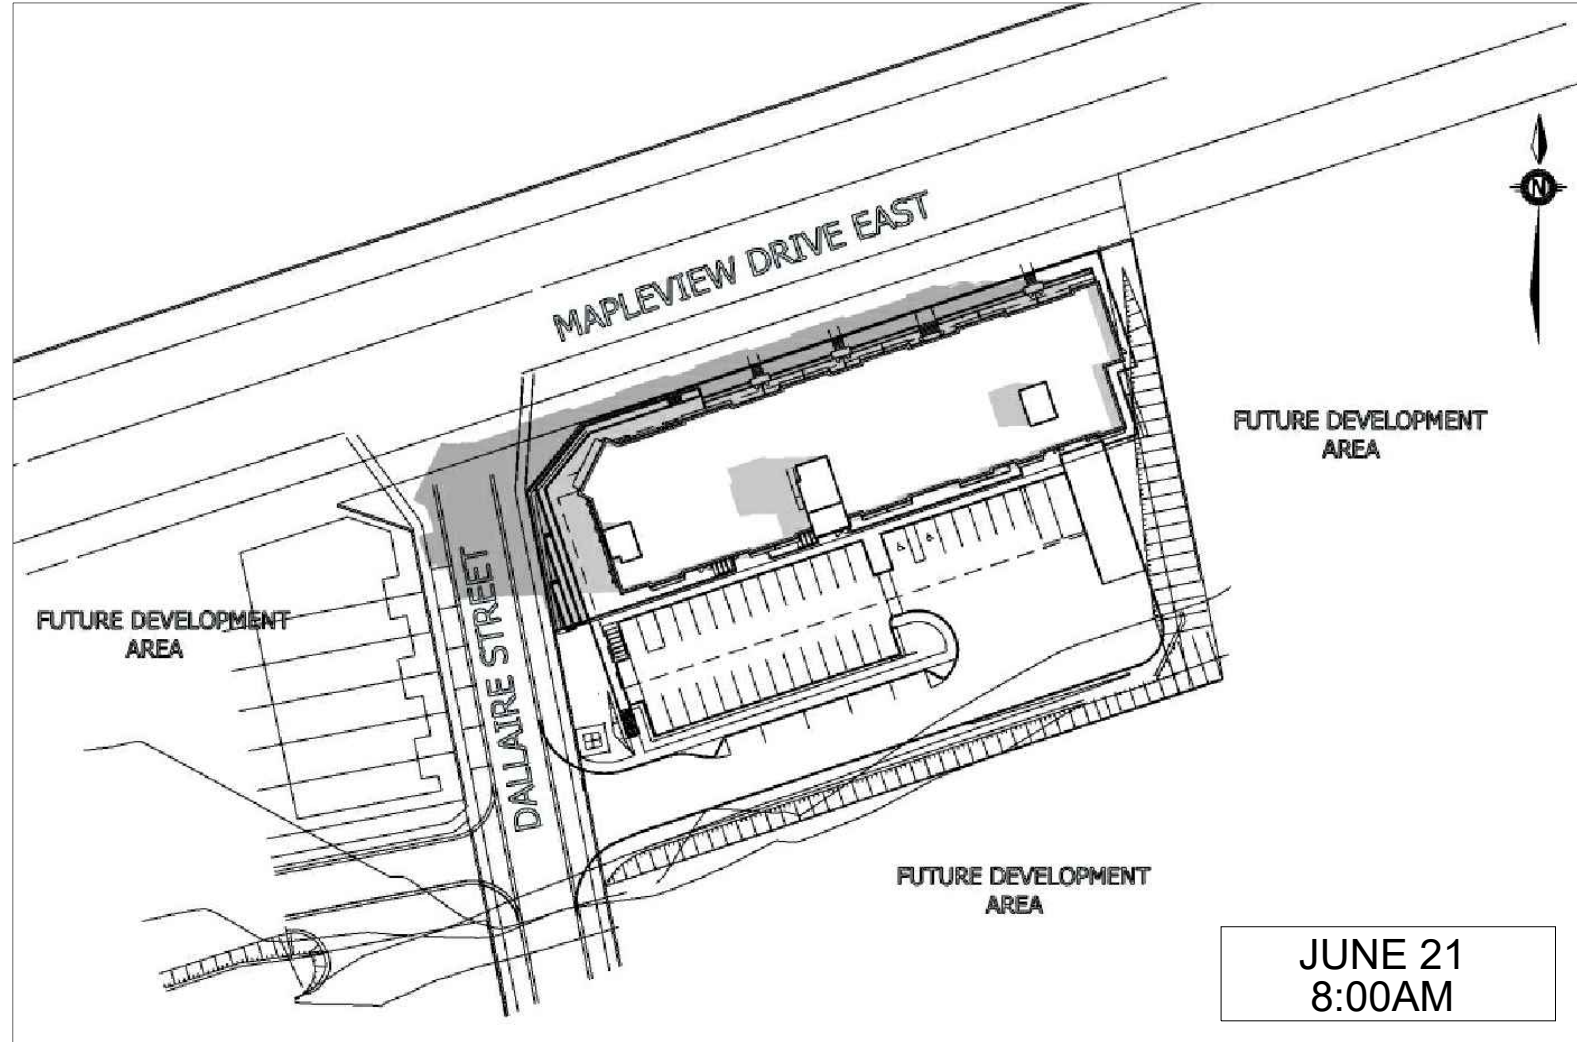 MAPLEVIEW DRIVE EAST
N
FUTURE DEVELOPMENT
AREA
FUTURE DEVELOPMENT
AREA
DALLAIRE STREET
FUTURE DEVELOPMENT
AREA
JUNE 21
8:00AM